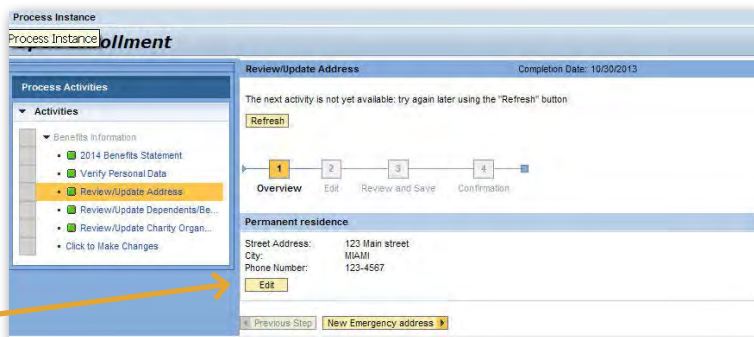 Process Instance
Process Instance
ollment
Review/Update Address Completion Date: 10/30/2013
Process Activities
The next activity is not yet available: try again later using the "Refresh" button
Activities
Refresh
Benefits Information
2014 Benefits Statement
Verify Personal Data
Review/Update Address
Review/Update Dependents/Be...
Review/Update Charity Organ...
Click to Make Changes
1 2 3 4
Overview Edit Review and Save Confirmation
Permanent residence
Street Address: 123 Main street
City: MIAMI
Phone Number: 123-4567
Edit
Previous Step New Emergency address